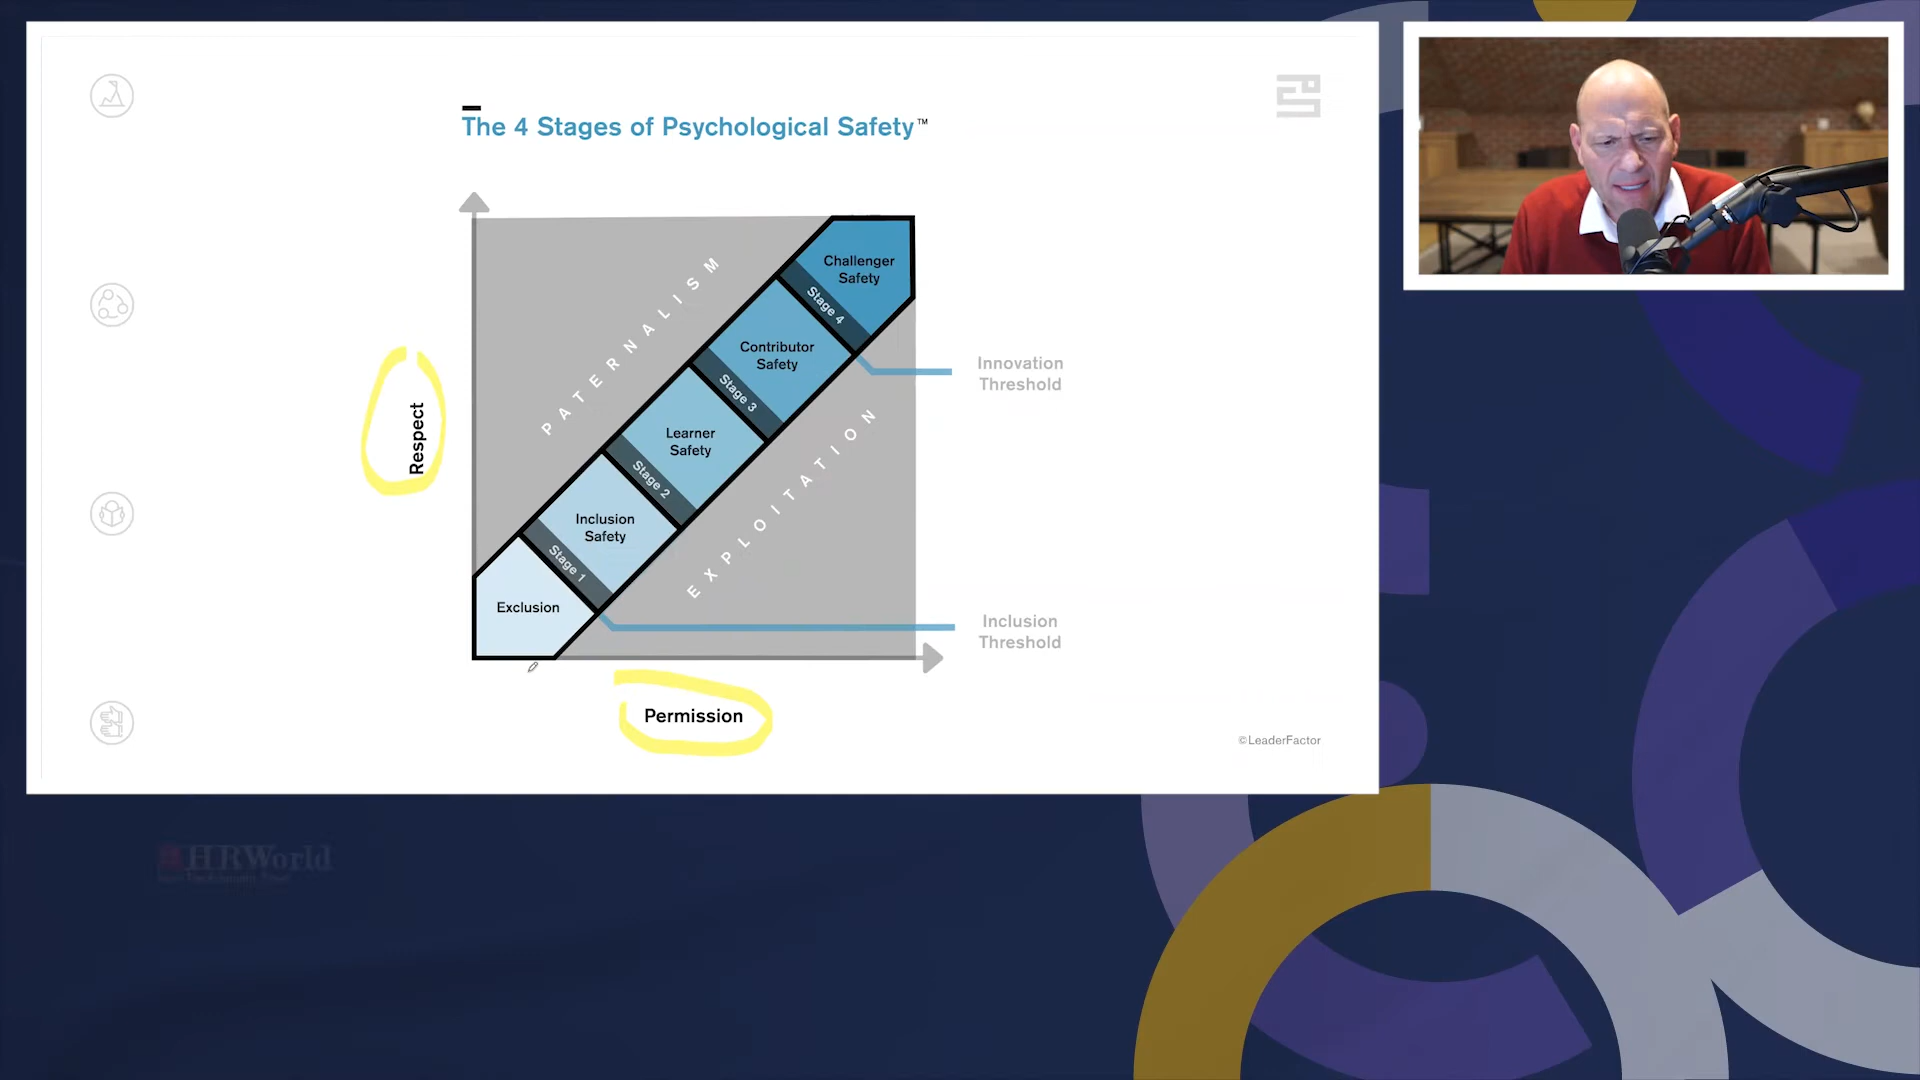 The 4 Stages of Psychological Safety™
PATERNALISM
Challenger
Safety
Stage 4
Contributor
Safety
Stage 3
Innovation
Threshold
Learner
Safety
Stage 2
EXPLOITATION
Respect
Inclusion
Safety
Stage 1
Exclusion
Inclusion
Threshold
Permission
©LeaderFactor
HRWorld